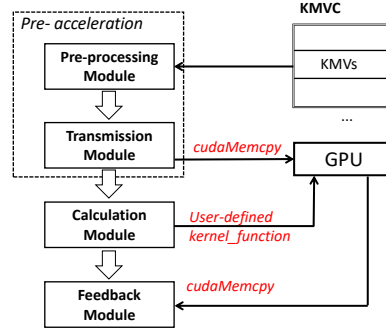 KMVC
Pre- acceleration
Pre-processing
Module
KMVs
...
Transmission
Module
cudaMemcpy
GPU
Calculation
Module
User-defined
kernel_function
Feedback
Module
cudaMemcpy